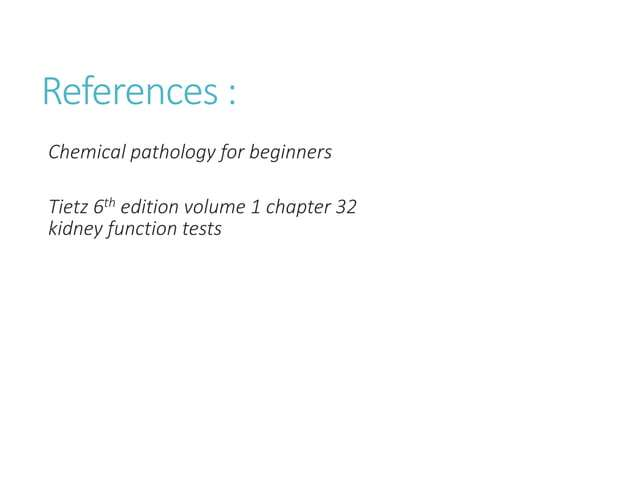 References :
Chemical pathology for beginners
Tietz 6th edition volume 1 chapter 32
kidney function tests